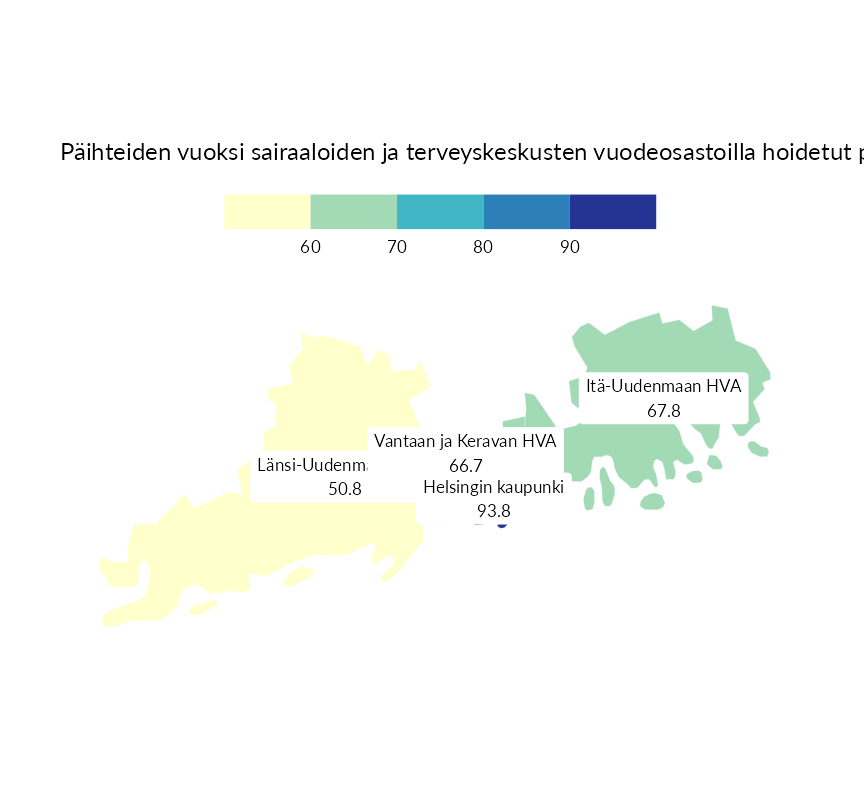 Päihteiden vuoksi sairaaloiden ja terveyskeskusten vuodeosastoilla hoidetut
60 70 80 90
Itä-Uudenmaan HVA
67.8
Vantaan ja Keravan HVA
66.7
Länsi-Uudenm
50.8
Helsingin kaupunki
93.8